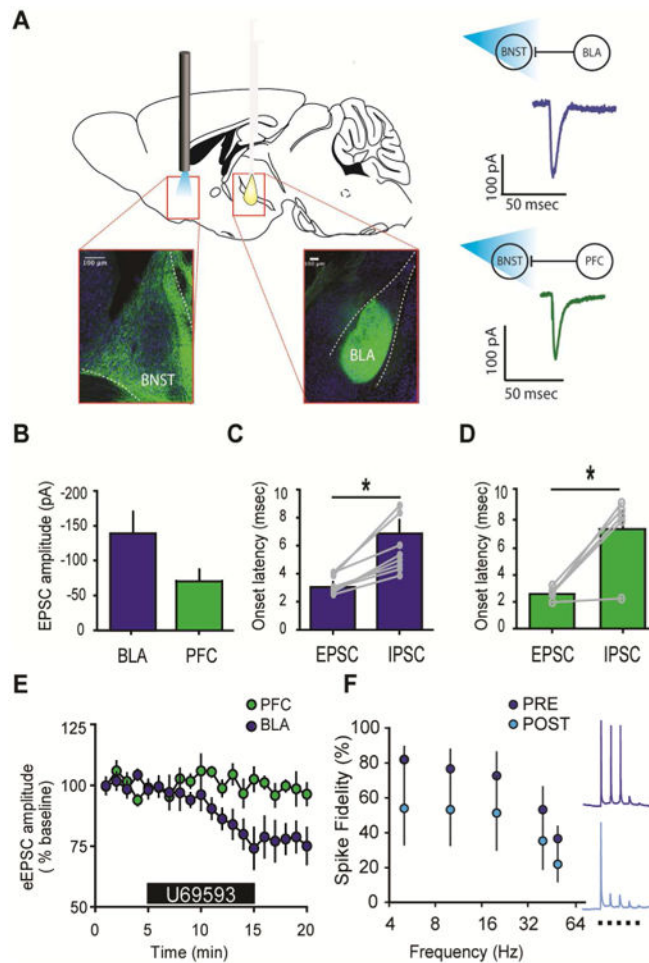 A
BNST
BLA
100 pA
50 msec
BNST
PFC
100 pA
50 msec
100 µm
BNST
BLA
B
EPSC amplitude (pA)
-200
-150
-100
-50
0
BLA
PFC
C
*
Onset latency (msec)
10
8
6
4
2
0
EPSC
IPSC
D
*
Onset latency (msec)
10
8
6
4
2
0
EPSC
IPSC
E
PFC
BLA
eEPSC amplitude
( % baseline)
125
100
75
50
U69593
0
5
10
15
20
Time (min)
F
PRE
POST
Spike Fidelity (%)
100
80
60
40
20
0
4
8
16
32
64
Frequency (Hz)